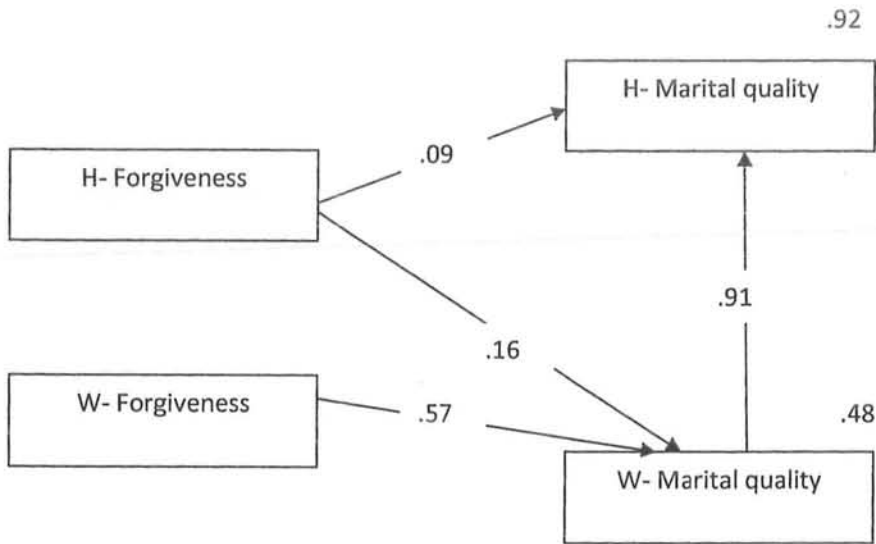 .92
H- Marital quality
.09
H- Forgiveness
.91
.16
W- Forgiveness
.57
.48
W- Marital quality